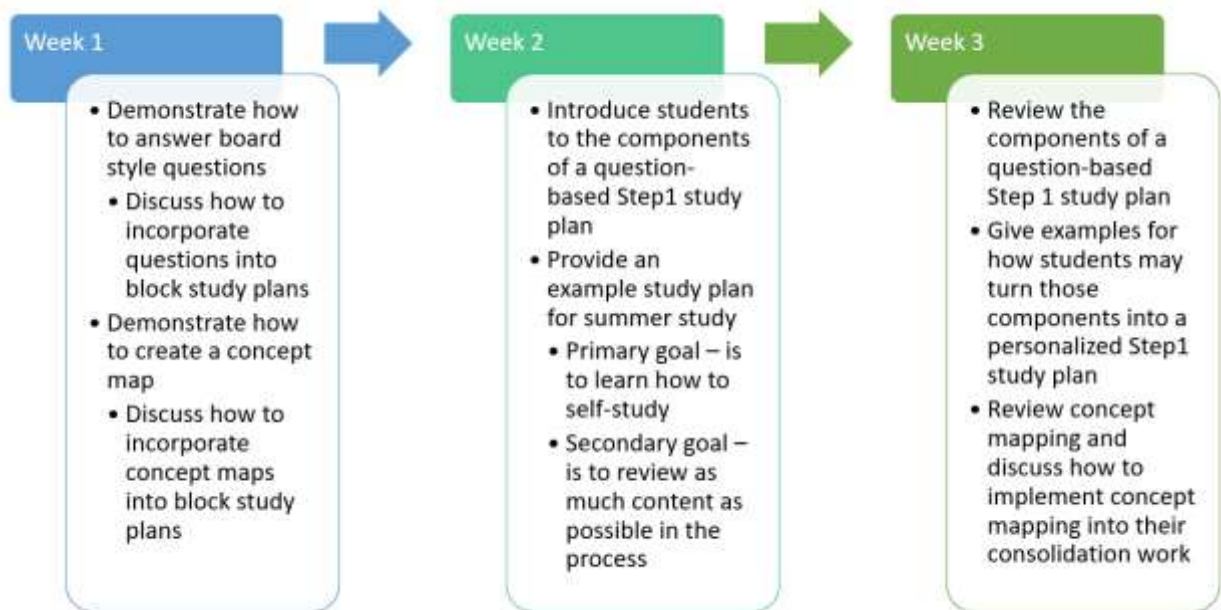 Week 1
• Demonstrate how
to answer board
style questions
• Discuss how to
incorporate
questions into
block study plans
• Demonstrate how
to create a concept
map
• Discuss how to
incorporate
concept maps
into block study
plans
Week 2
• Introduce students
to the components
of a question-
based Step1 study
plan
• Provide an
example study plan
for summer study
• Primary goal – is
to learn how to
self-study
• Secondary goal –
is to review as
much content as
possible in the
process
Week 3
• Review the
components of a
question-based
Step 1 study plan
• Give examples for
how students may
turn those
components into a
personalized Step1
study plan
• Review concept
mapping and
discuss how to
implement concept
mapping into their
consolidation work